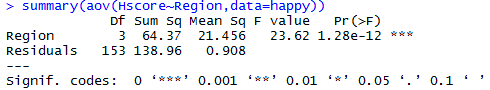 > summary(aov(Hscore~Region,data=happy))
Df Sum Sq Mean Sq F value Pr(>F)
Region 3 64.37 21.456 23.62 1.28e-12 ***
Residuals 153 138.96 0.908
---
Signif. codes: 0 ‘***’ 0.001 ‘**’ 0.01 ‘*’ 0.05 ‘.’ 0.1 ‘ ’